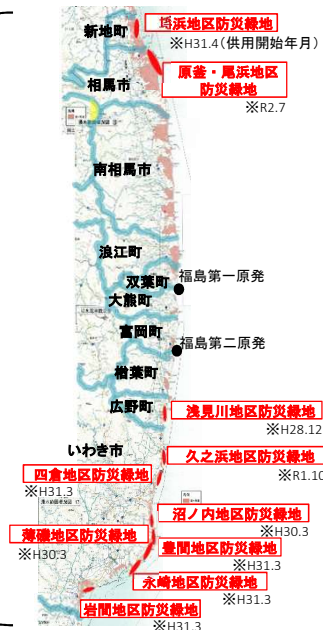 新地町
埓浜地区防災緑地
※H31.4(供用開始年月)
原釜・尾浜地区
防災緑地
※R2.7
相馬市
南相馬市
浪江町
双葉町
福島第一原発
大熊町
富岡町
福島第二原発
楢葉町
広野町
浅見川地区防災緑地
※H28.12
いわき市
久之浜地区防災緑地
※R1.10
四倉地区防災緑地
※H31.3
沼ノ内地区防災緑地
※H30.3
薄磯地区防災緑地
※H30.3
豊間地区防災緑地
※H31.3
永崎地区防災緑地
※H31.3
岩間地区防災緑地
※H31.3